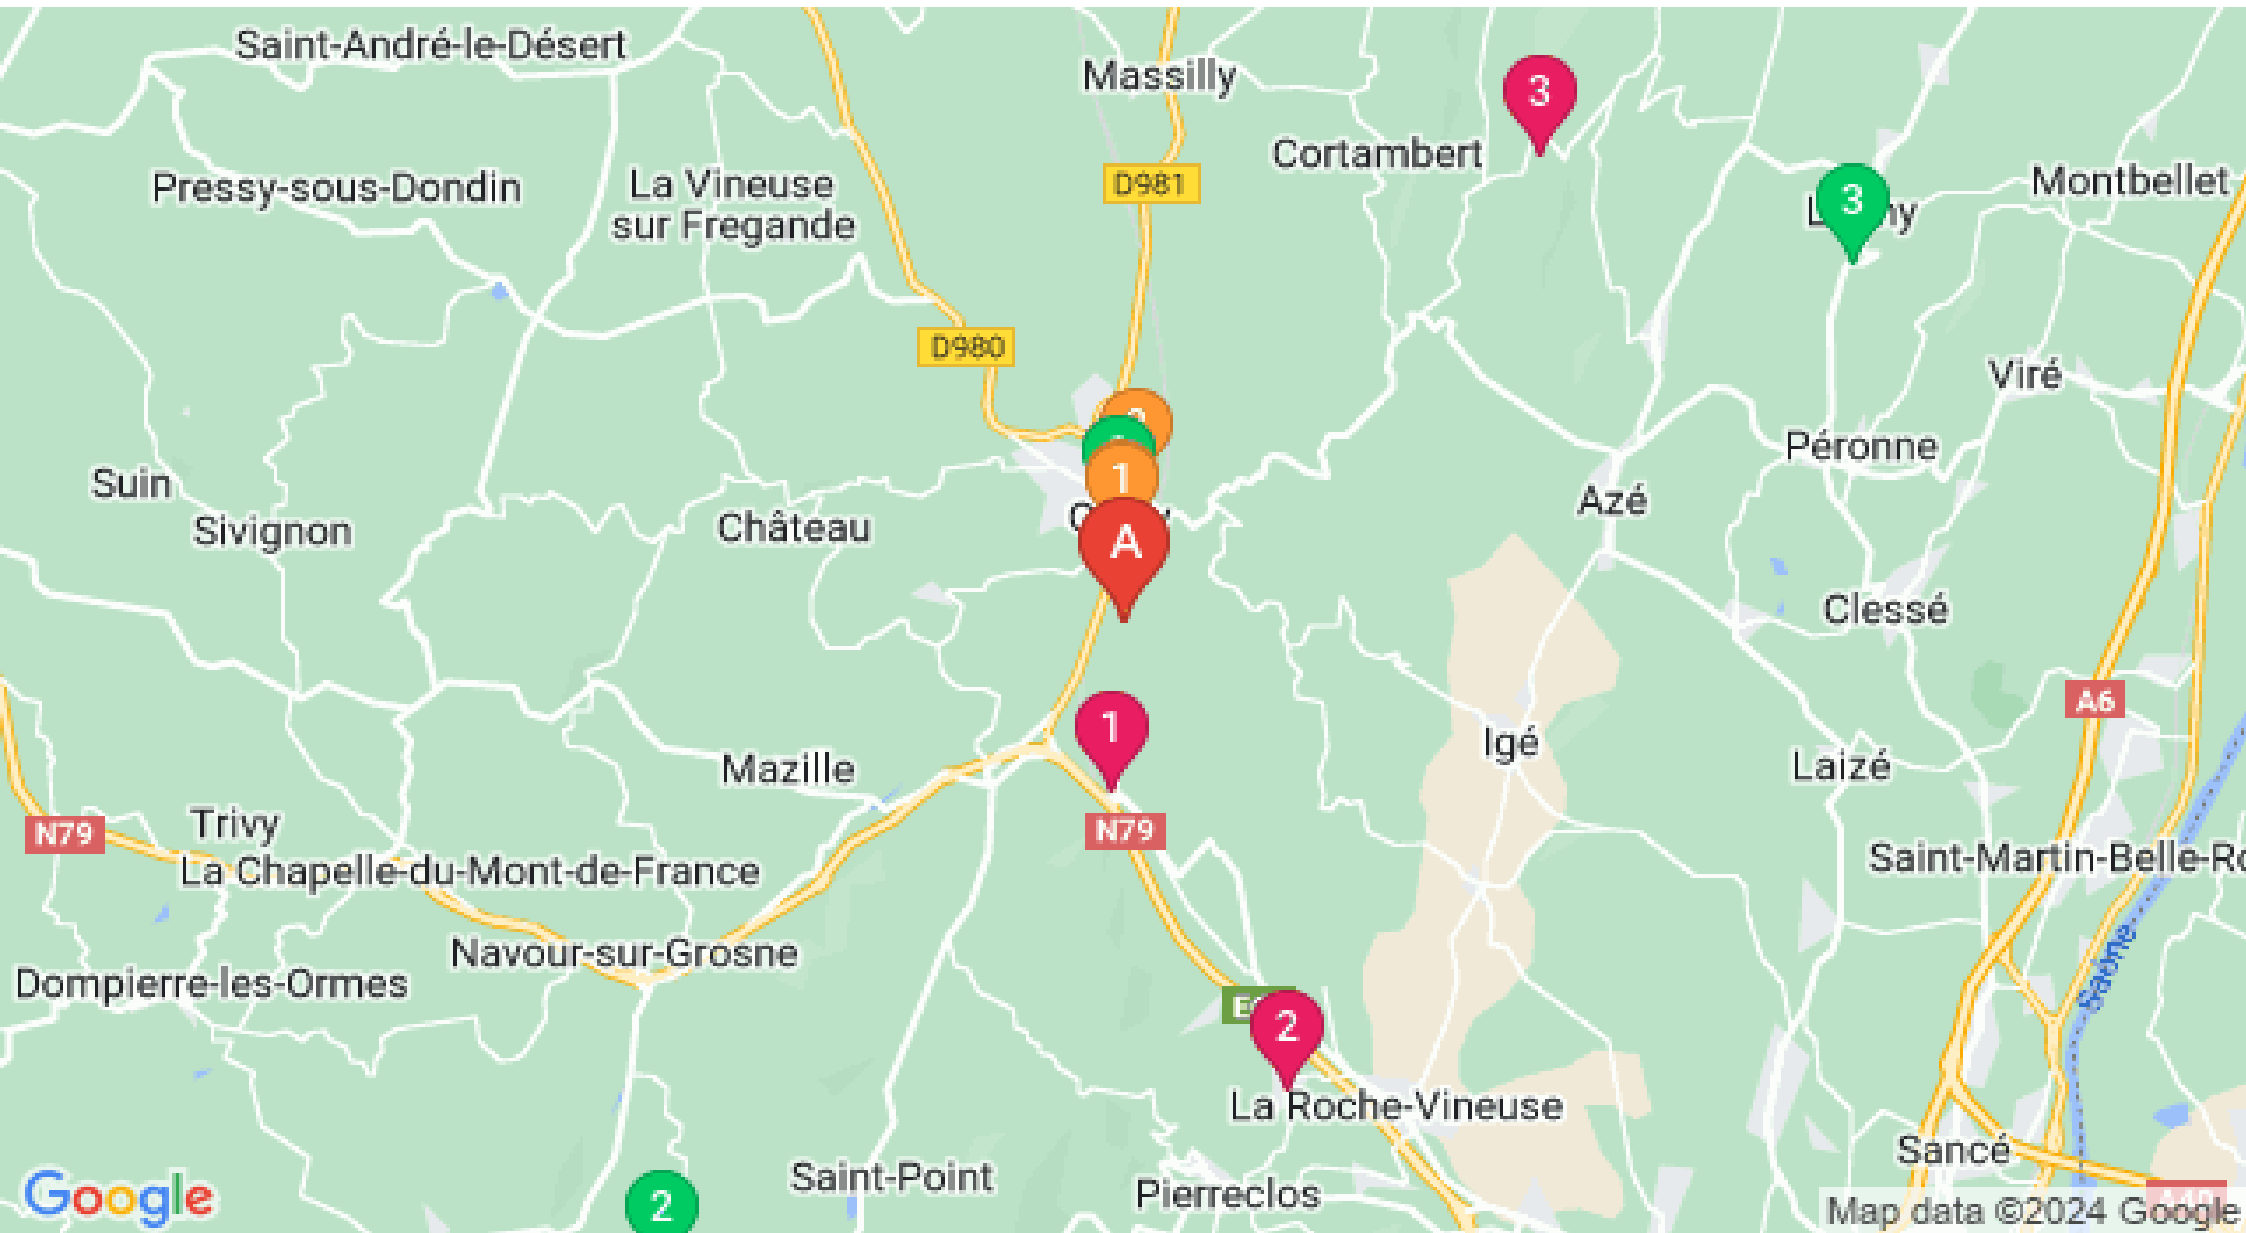 Saint-André-le-Désert
Massilly
3
Cortambert
D981
Pressy-sous-Dondin
La Vineuse
sur Fregande
3
Montbellet
D980
Viré
Péronne
1
Suin
Azé
Sivignon
Château
A
Clessé
A6
1
Igé
Mazille
Laizé
Trivy
N79
N79
La Chapelle-du-Mont-de-France
Saint-Martin-Belle-Ro
Navour-sur-Grosne
Saône
Dompierre-les-Ormes
2
La Roche-Vineuse
Sancé
Saint-Point
Pierreclos
2
Google
Map data ©2024 Google